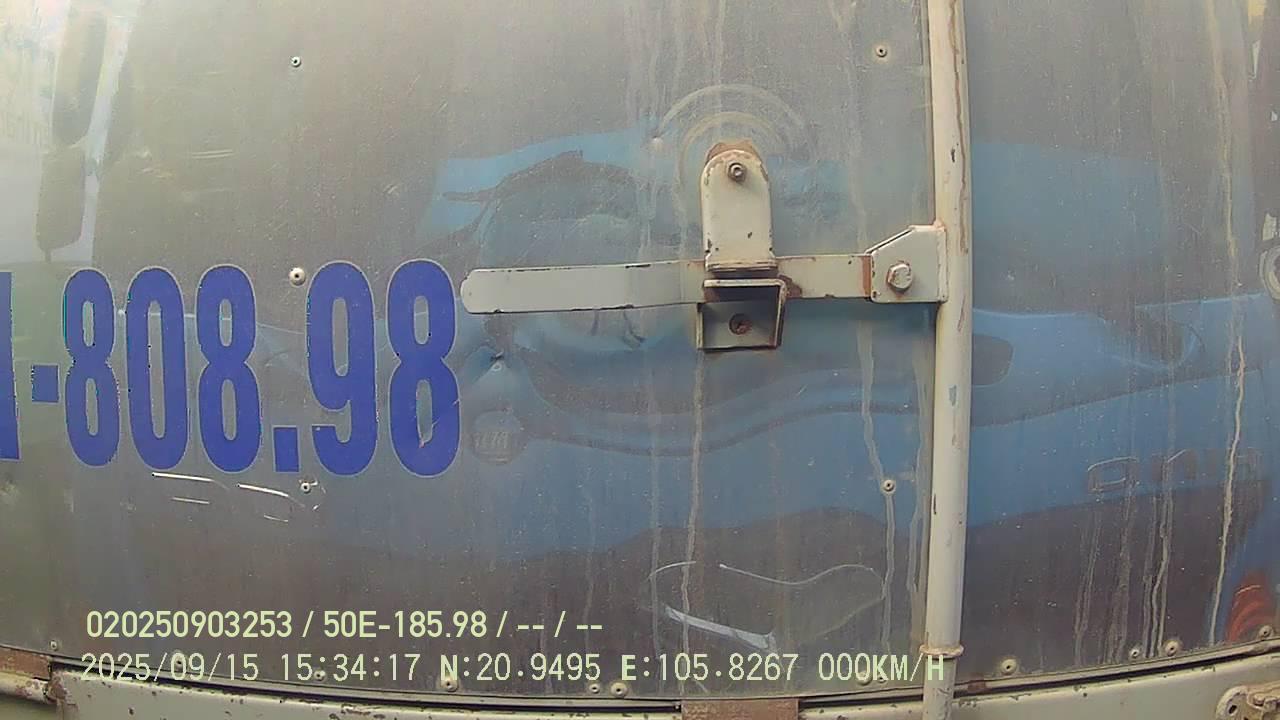 -808.98
020250903253 / 50E-185.98 / -- / --
2025/09/15 15:34:17 N:20.9495 E:105.8267 000KM/H